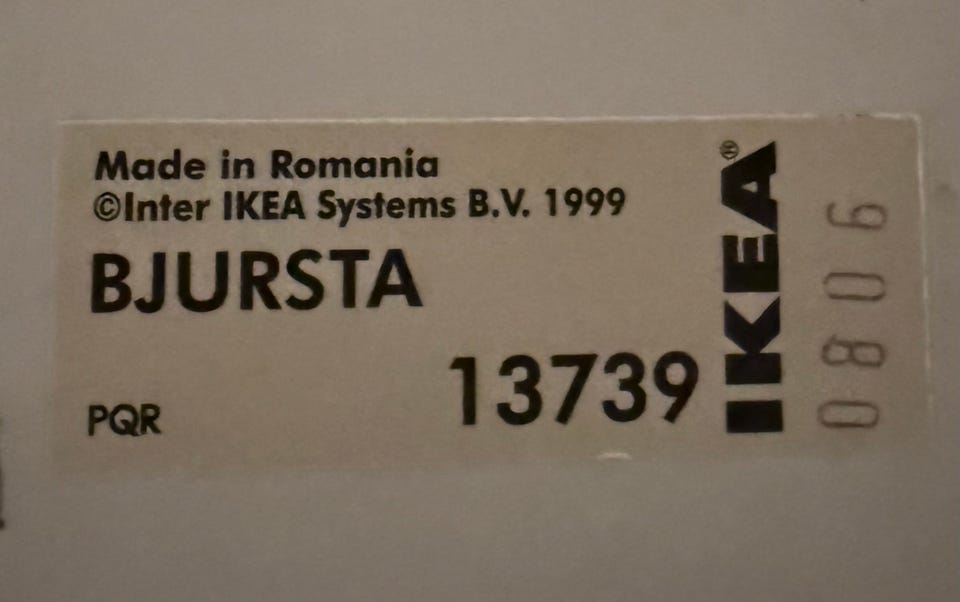 Made in Romania
©Inter IKEA Systems B.V. 1999
BJURSTA
PQR
13739
IKEA®
0806